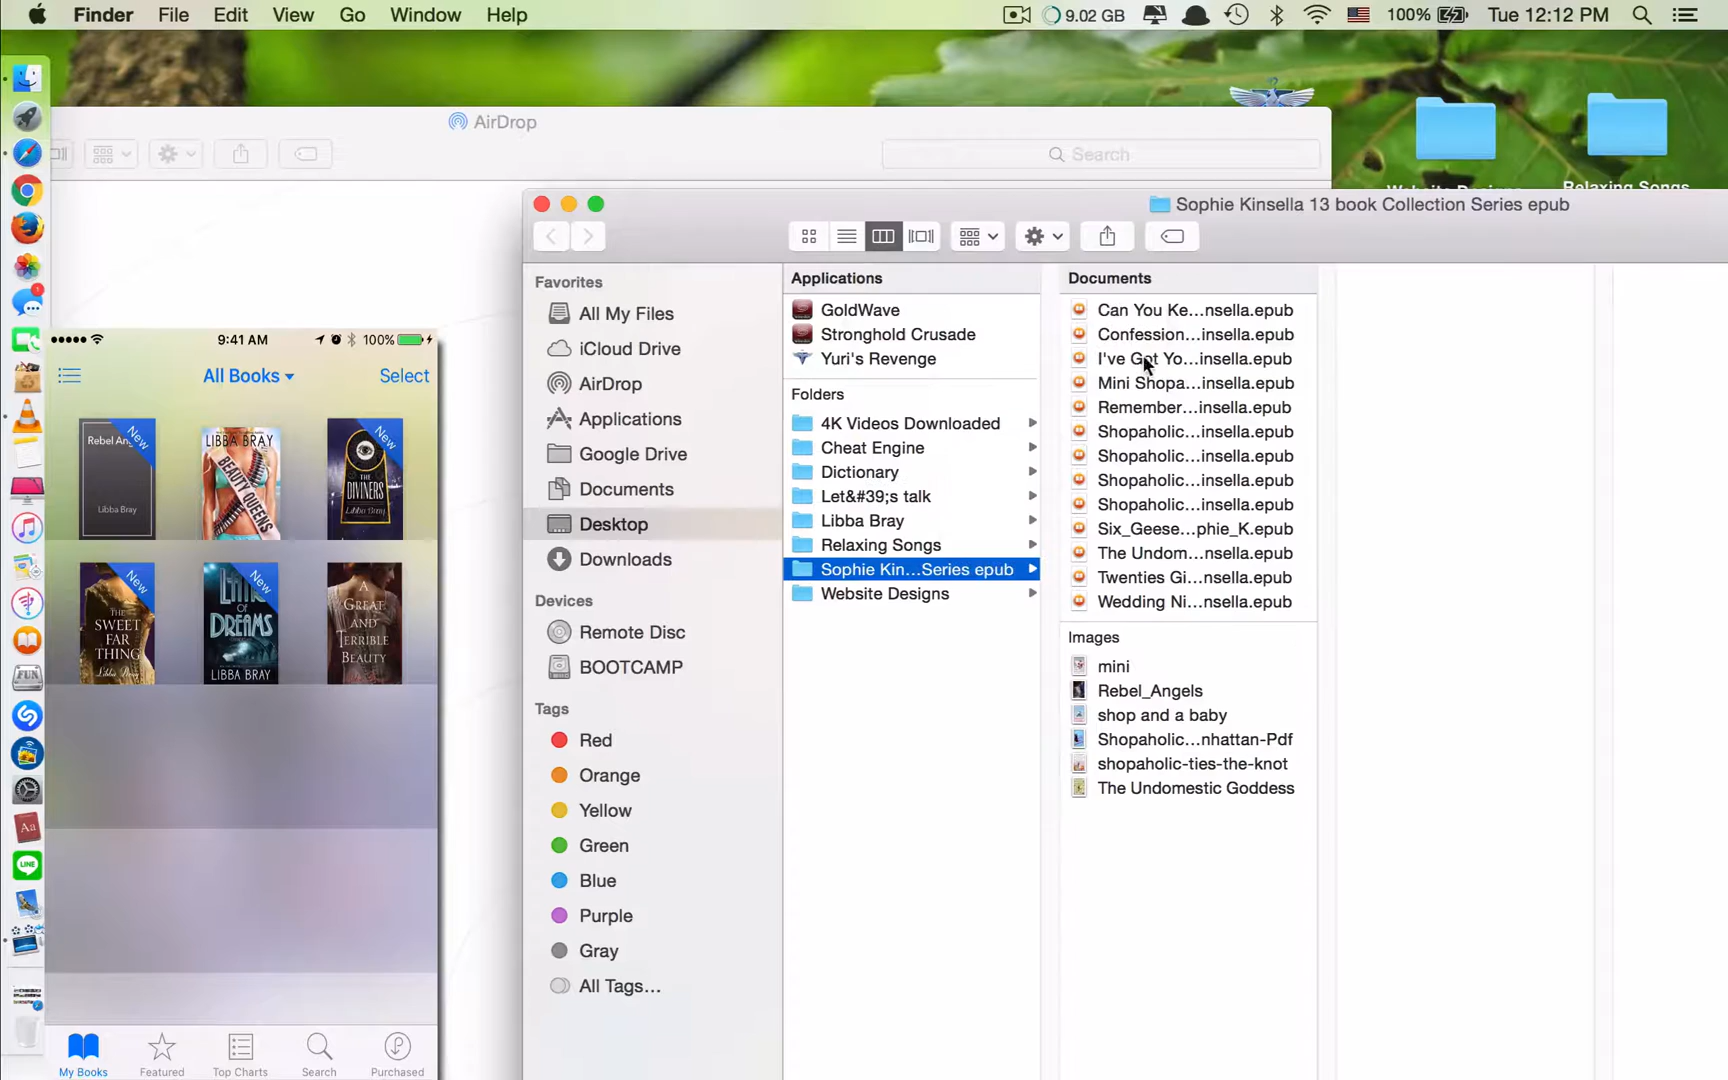 Finder File Edit View Go Window Help 9.02 GB 100% Tue 12:12 PM
AirDrop
Search
Sophie Kinsella 13 book Collection Series epub
Favorites
All My Files
iCloud Drive
AirDrop
Applications
Google Drive
Documents
Desktop
Downloads
Devices
Remote Disc
BOOTCAMP
Tags
Red
Orange
Yellow
Green
Blue
Purple
Gray
All Tags...
Applications
GoldWave
Stronghold Crusade
Yuri's Revenge
Folders
4K Videos Downloaded
Cheat Engine
Dictionary
Let&#39;s talk
Libba Bray
Relaxing Songs
Sophie Kin...Series epub
Website Designs
Documents
Can You Ke...nsella.epub
Confession...insella.epub
I've Got Yo...insella.epub
Mini Shopa...insella.epub
Remember...insella.epub
Shopaholic...insella.epub
Shopaholic...insella.epub
Shopaholic...insella.epub
Shopaholic...insella.epub
Six_Geese...phie_K.epub
The Undom...nsella.epub
Twenties Gi...nsella.epub
Wedding Ni...nsella.epub
Images
mini
Rebel_Angels
shop and a baby
Shopaholic...nhattan-Pdf
shopaholic-ties-the-knot
The Undomestic Goddess
9:41 AM 100%
All Books Select
Rebel An
New
Libba Bray
LIBBA BRAY
BEAUTY QUEENS
New
THE
DIVINERS
Libba Bray
New
THE
SWEET
FAR
THING
Libba Bray
New
OF
DREAMS
LIBBA BRAY
A
GREAT
AND
TERRIBLE
BEAUTY
My Books Featured Top Charts Search Purchased
FUN
Aa
LINE